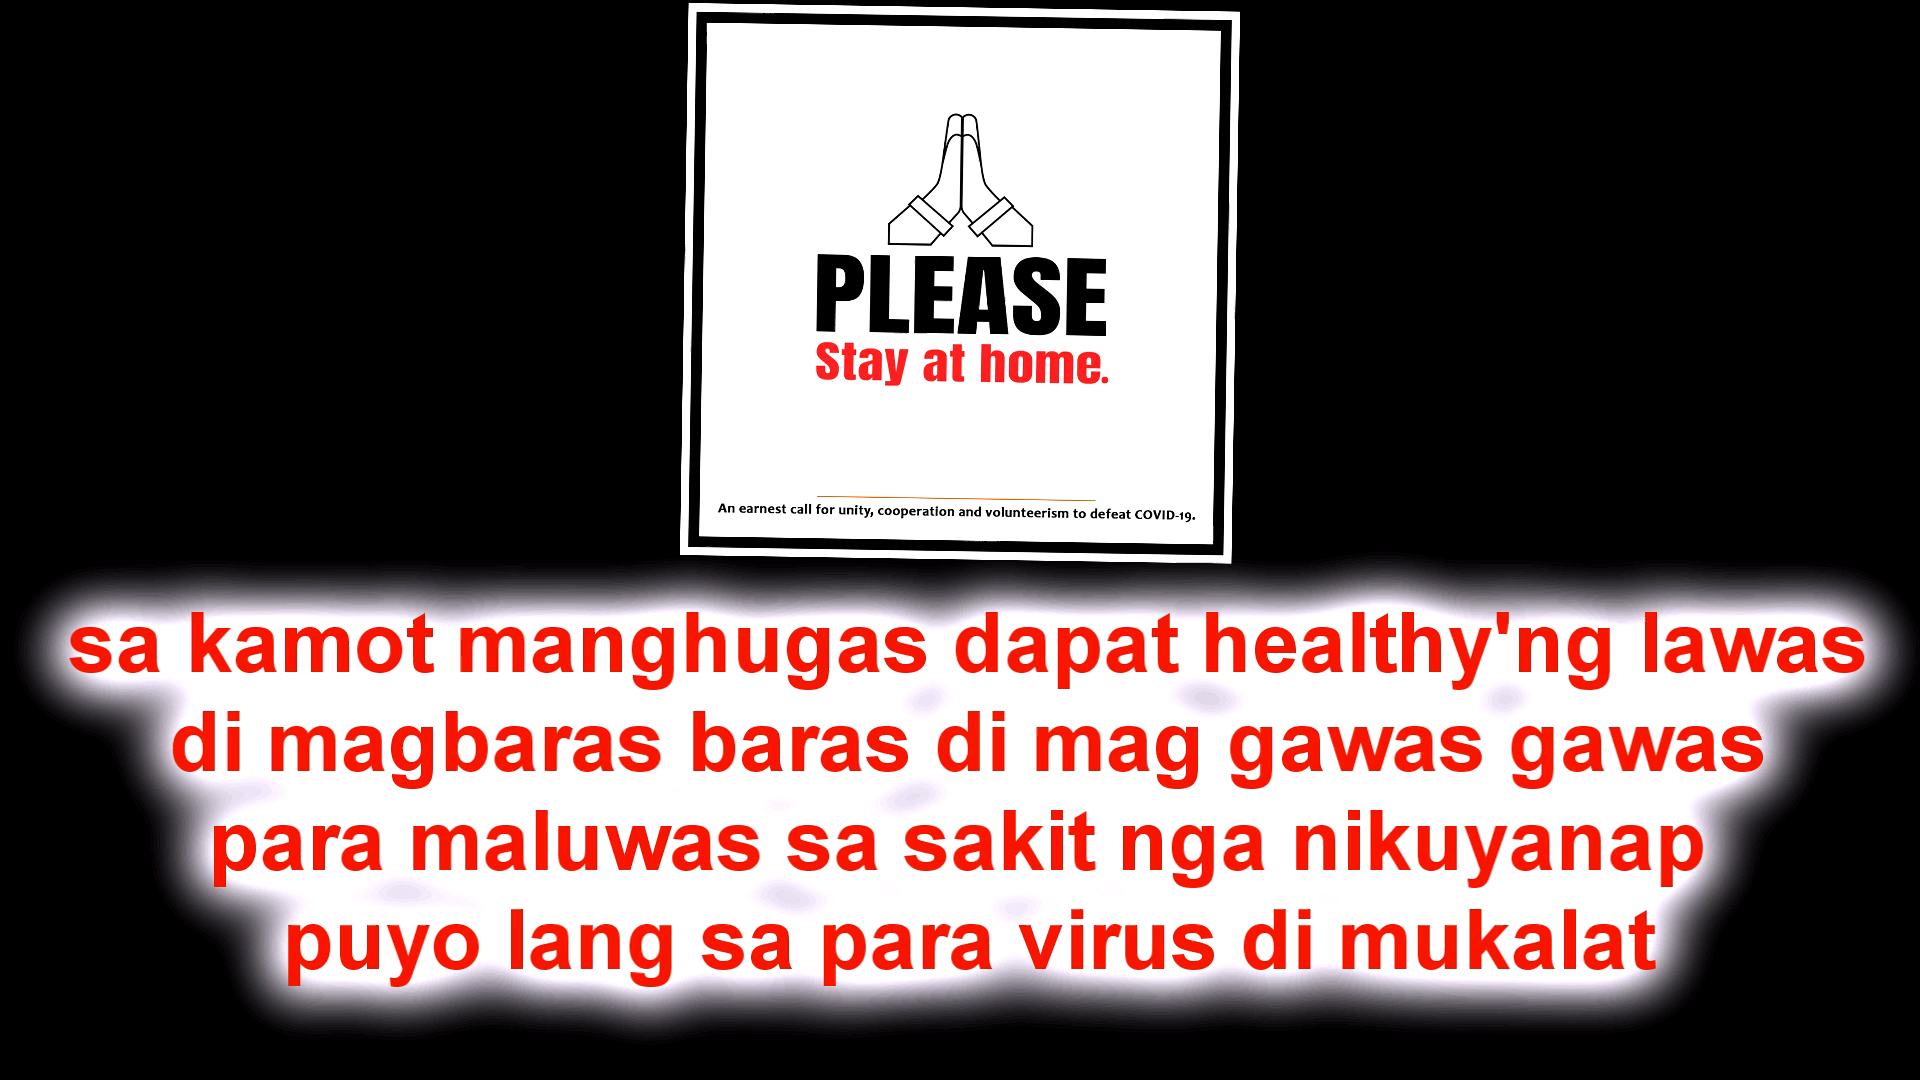 PLEASE
Stay at home.
An earnest call for unity, cooperation and volunteerism to defeat COVID-19.
sa kamot manghugas dapat healthy'ng lawas
di magbaras baras di mag gawas gawas
para maluwas sa sakit nga nikuyanap
puyo lang sa para virus di mukalat